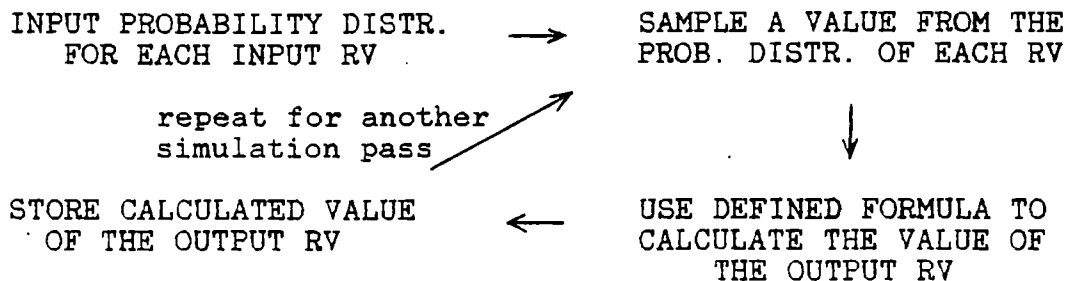 INPUT PROBABILITY DISTR.
FOR EACH INPUT RV
SAMPLE A VALUE FROM THE
PROB. DISTR. OF EACH RV
repeat for another
simulation pass
STORE CALCULATED VALUE
OF THE OUTPUT RV
USE DEFINED FORMULA TO
CALCULATE THE VALUE OF
THE OUTPUT RV